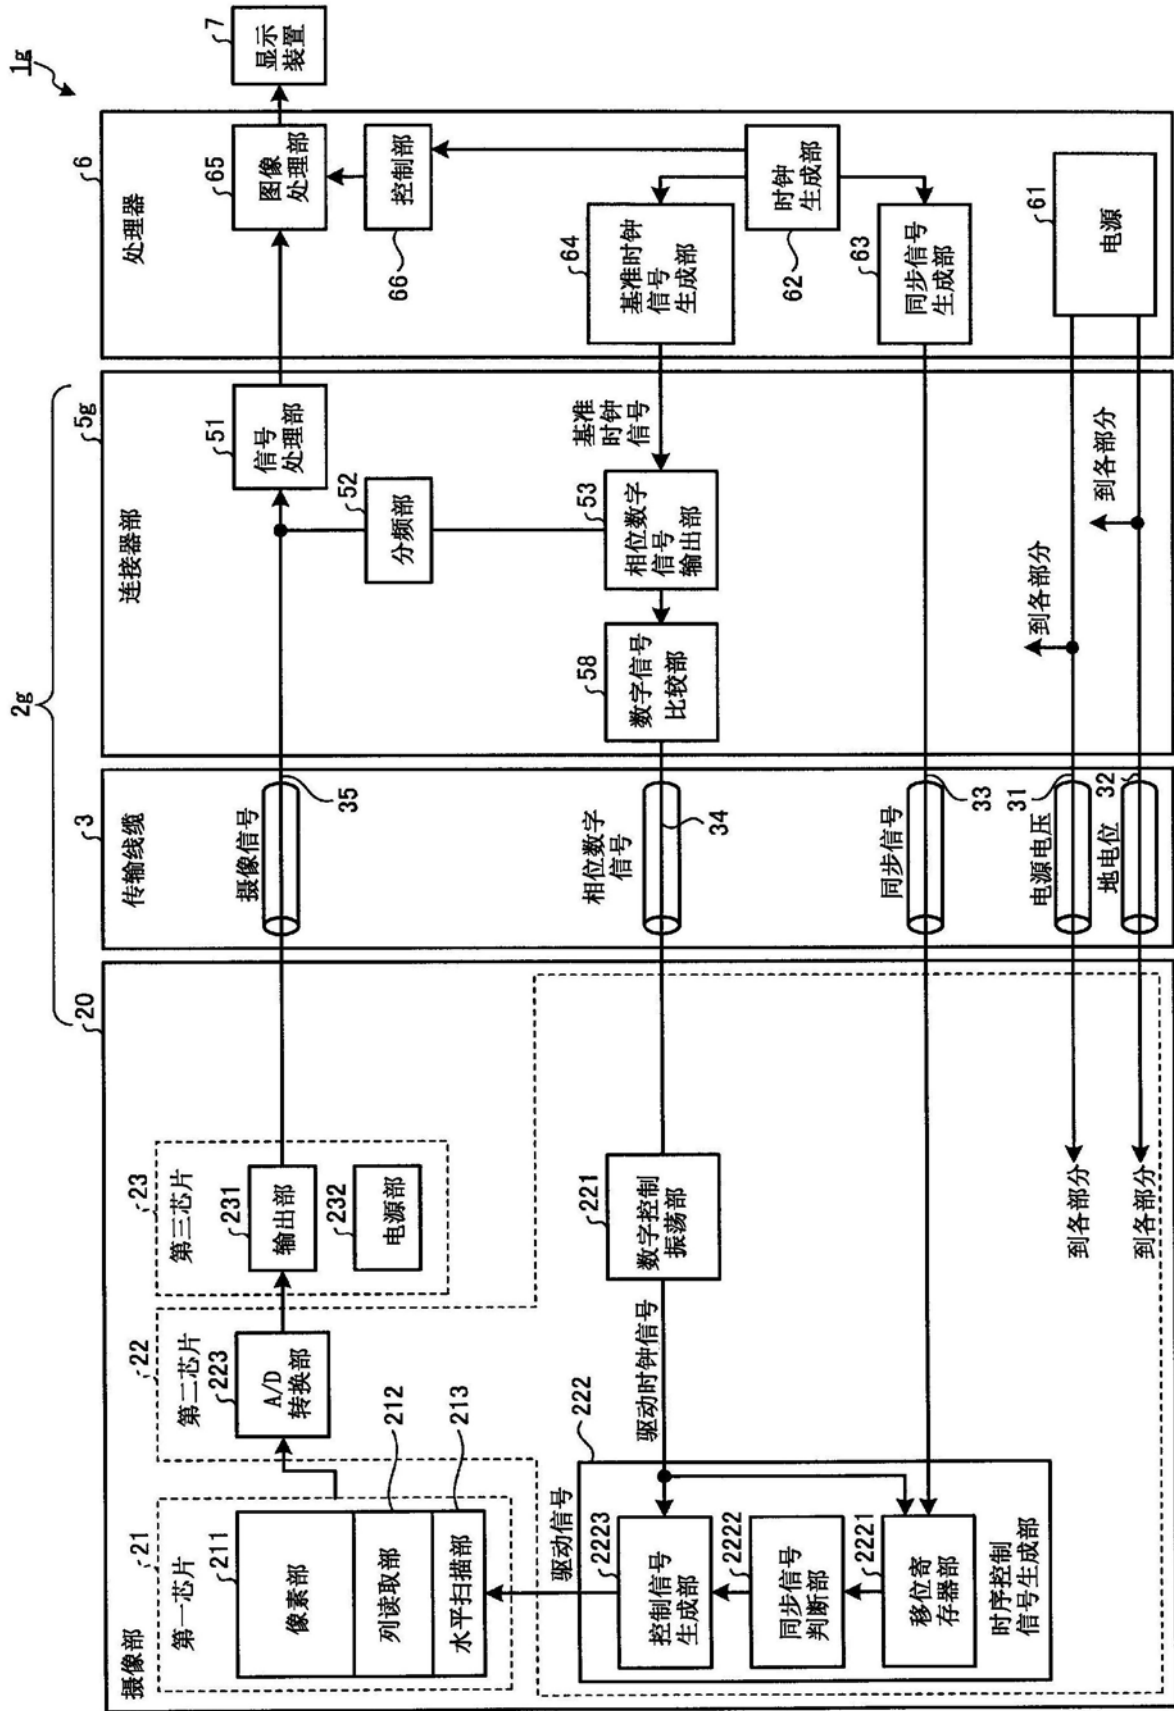 1g
2g
20
摄像部
21
第一芯片
211
像素部
列读取部
212
水平扫描部
213
22
第二芯片
223
A/D
转换部
23
第三芯片
231
输出部
232
电源部
驱动信号
222
2223
控制信号
生成部
2222
同步信号
判断部
2221
移位寄
存器部
时序控制
信号生成部
驱动时钟信号
221
数字控制
振荡部
到各部分
到各部分
3
传输线缆
摄像信号
35
相位数字
信号
34
同步信号
33
电源电压
31
地电位
32
5g
连接器部
51
信号
处理部
52
分频部
53
相位数字
信号
输出部
基准
时钟
信号
58
数字信号
比较部
到各部分
到各部分
6
处理器
65
图像
处理部
66
控制部
64
基准时钟
信号
生成部
62
时钟
生成部
63
同步信号
生成部
61
电源
7
显示
装置